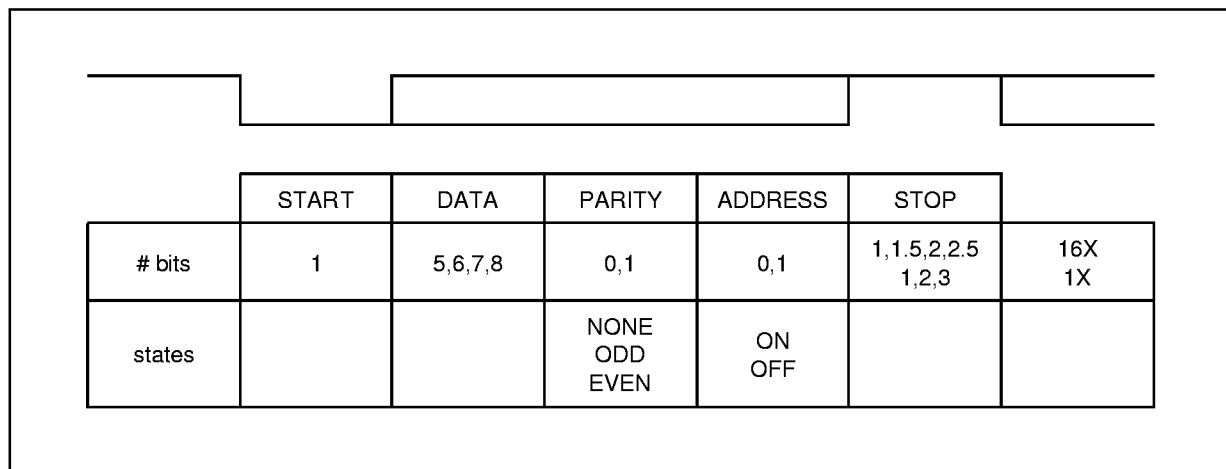 START DATA PARITY ADDRESS STOP
# bits 1 5,6,7,8 0,1 0,1 1,1.5,2,2.5 16X
1,2,3 1X
states NONE ON
ODD OFF
EVEN